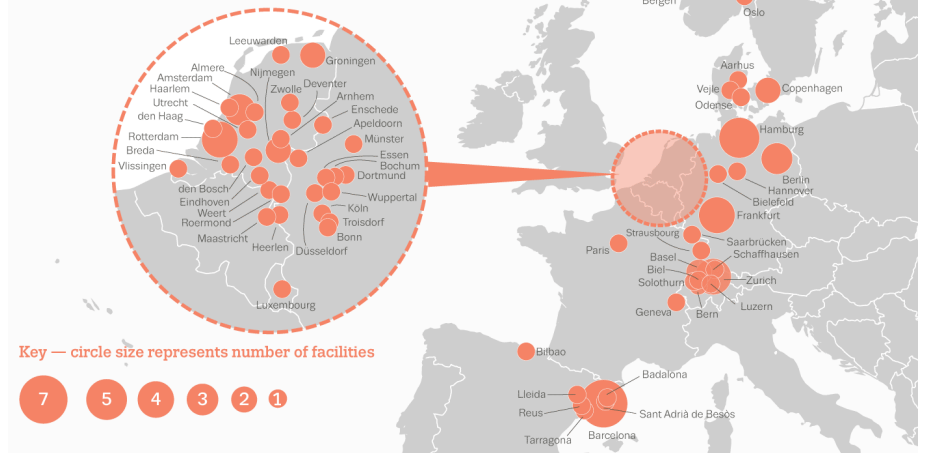 Bergen
Oslo
Leeuwarden
Groningen
Almere
Nijmegen
Amsterdam
Zwolle
Deventer
Haarlem
Arnhem
Utrecht
Enschede
den Haag
Apeldoorn
Rotterdam
Münster
Breda
Essen
Vlissingen
Bochum
Dortmund
den Bosch
Wuppertal
Eindhoven
Weert
Köln
Roermond
Troisdorf
Maastricht
Bonn
Heerlen
Dusseldorf
Luxembourg
Aarhus
Vejle
Copenhagen
Odense
Hamburg
Berlin
Hannover
Bielefeld
Frankfurt
Strausbourg
Saarbrücken
Paris
Basel
Schaffhausen
Biel
Solothurn
Zurich
Luzern
Geneva
Bern
Key — circle size represents number of facilities
7 5 4 3 2 1
Bilbao
Badalona
Lleida
Reus
Sant Adrià de Besòs
Tarragona
Barcelona